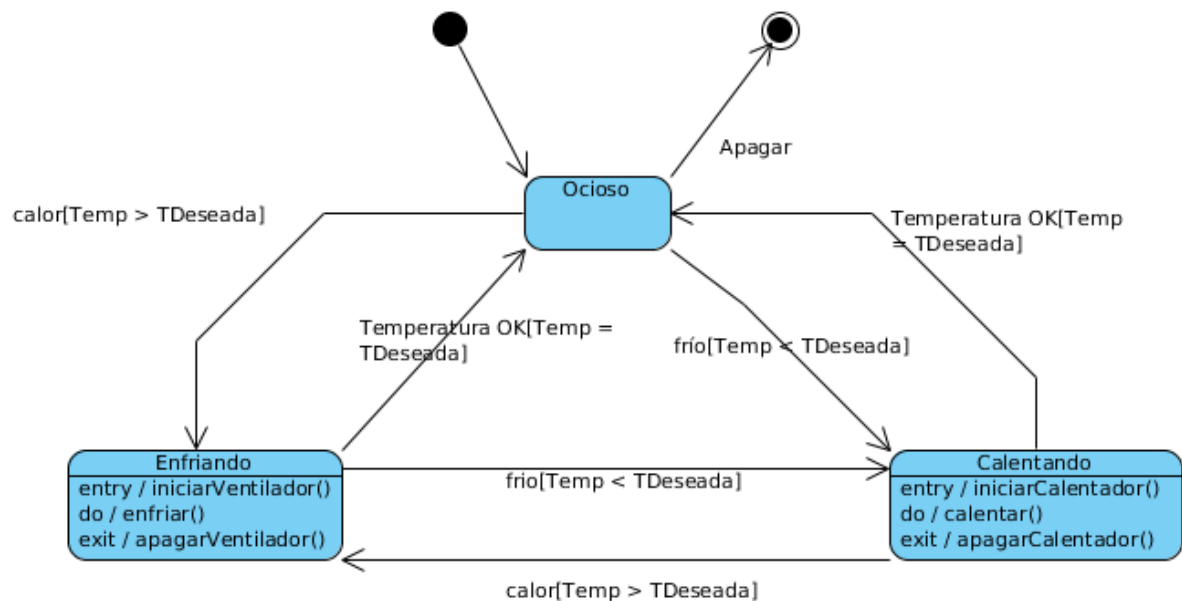 Apagar
Ocioso
calor[Temp > TDeseada]
Temperatura OK[Temp
= TDeseada]
Temperatura OK[Temp =
TDeseada]
frío[Temp < TDeseada]
Enfriando
entry / iniciarVentilador()
do / enfriar()
exit / apagarVentilador()
frio[Temp < TDeseada]
Calentando
entry / iniciarCalentador()
do / calentar()
exit / apagarCalentador()
calor[Temp > TDeseada]